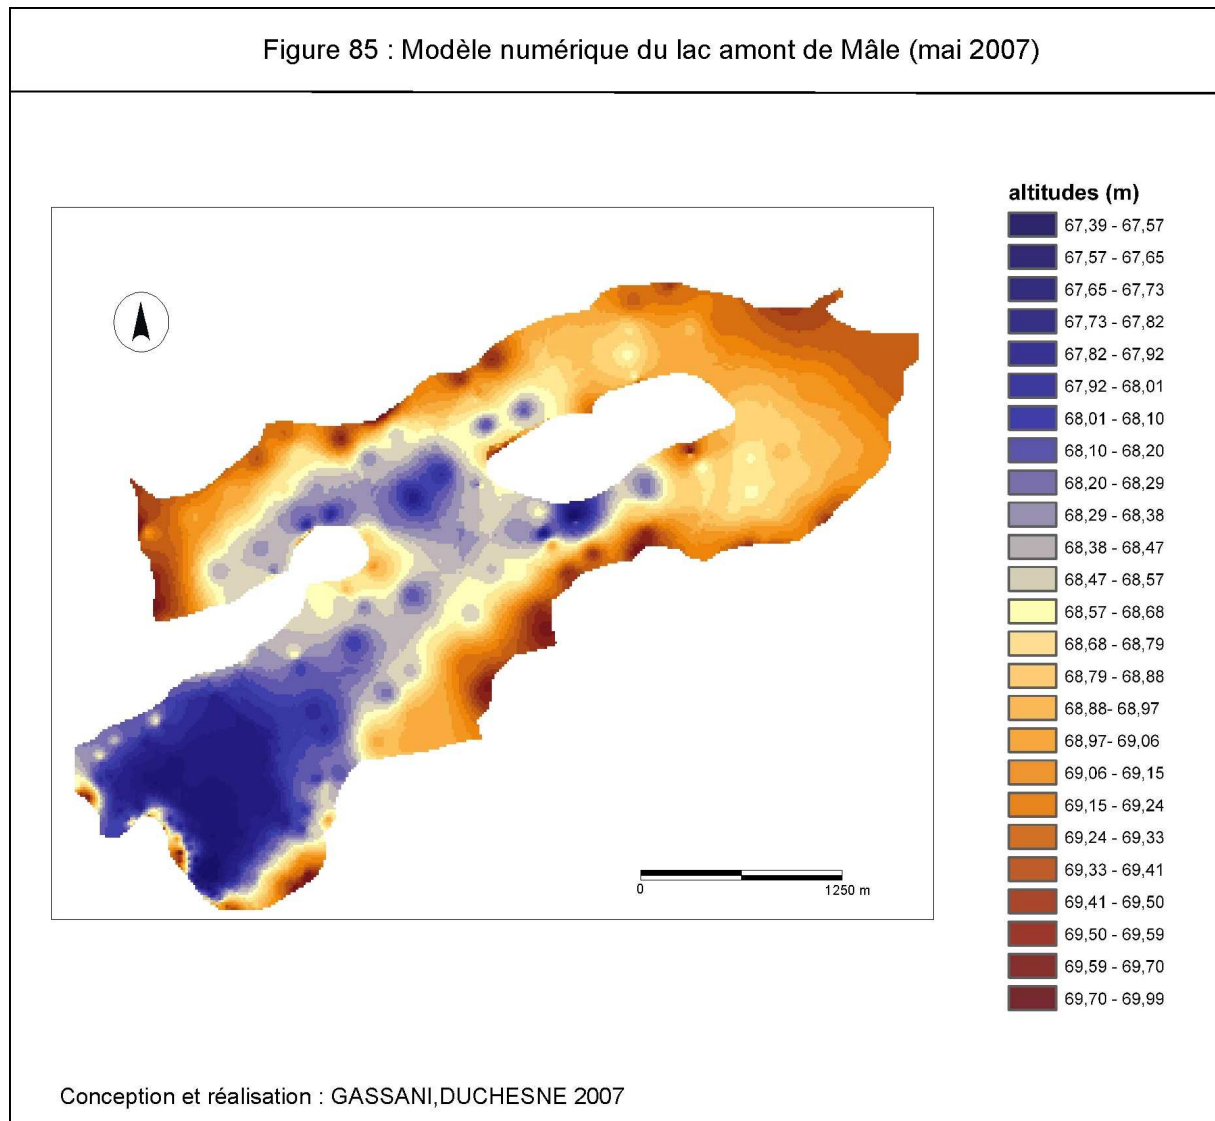 Figure 85 : Modèle numérique du lac amont de Mâle (mai 2007)
altitudes (m)
67,39 - 67,57
67,57 - 67,65
67,65 - 67,73
67,73 - 67,82
67,82 - 67,92
67,92 - 68,01
68,01 - 68,10
68,10 - 68,20
68,20 - 68,29
68,29 - 68,38
68,38 - 68,47
68,47 - 68,57
68,57 - 68,68
68,68 - 68,79
68,79 - 68,88
68,88- 68,97
68,97- 69,06
69,06 - 69,15
69,15 - 69,24
69,24 - 69,33
69,33 - 69,41
69,41 - 69,50
69,50 - 69,59
69,59 - 69,70
69,70 - 69,99
0 1250 m
Conception et réalisation : GASSANI,DUCHESNE 2007